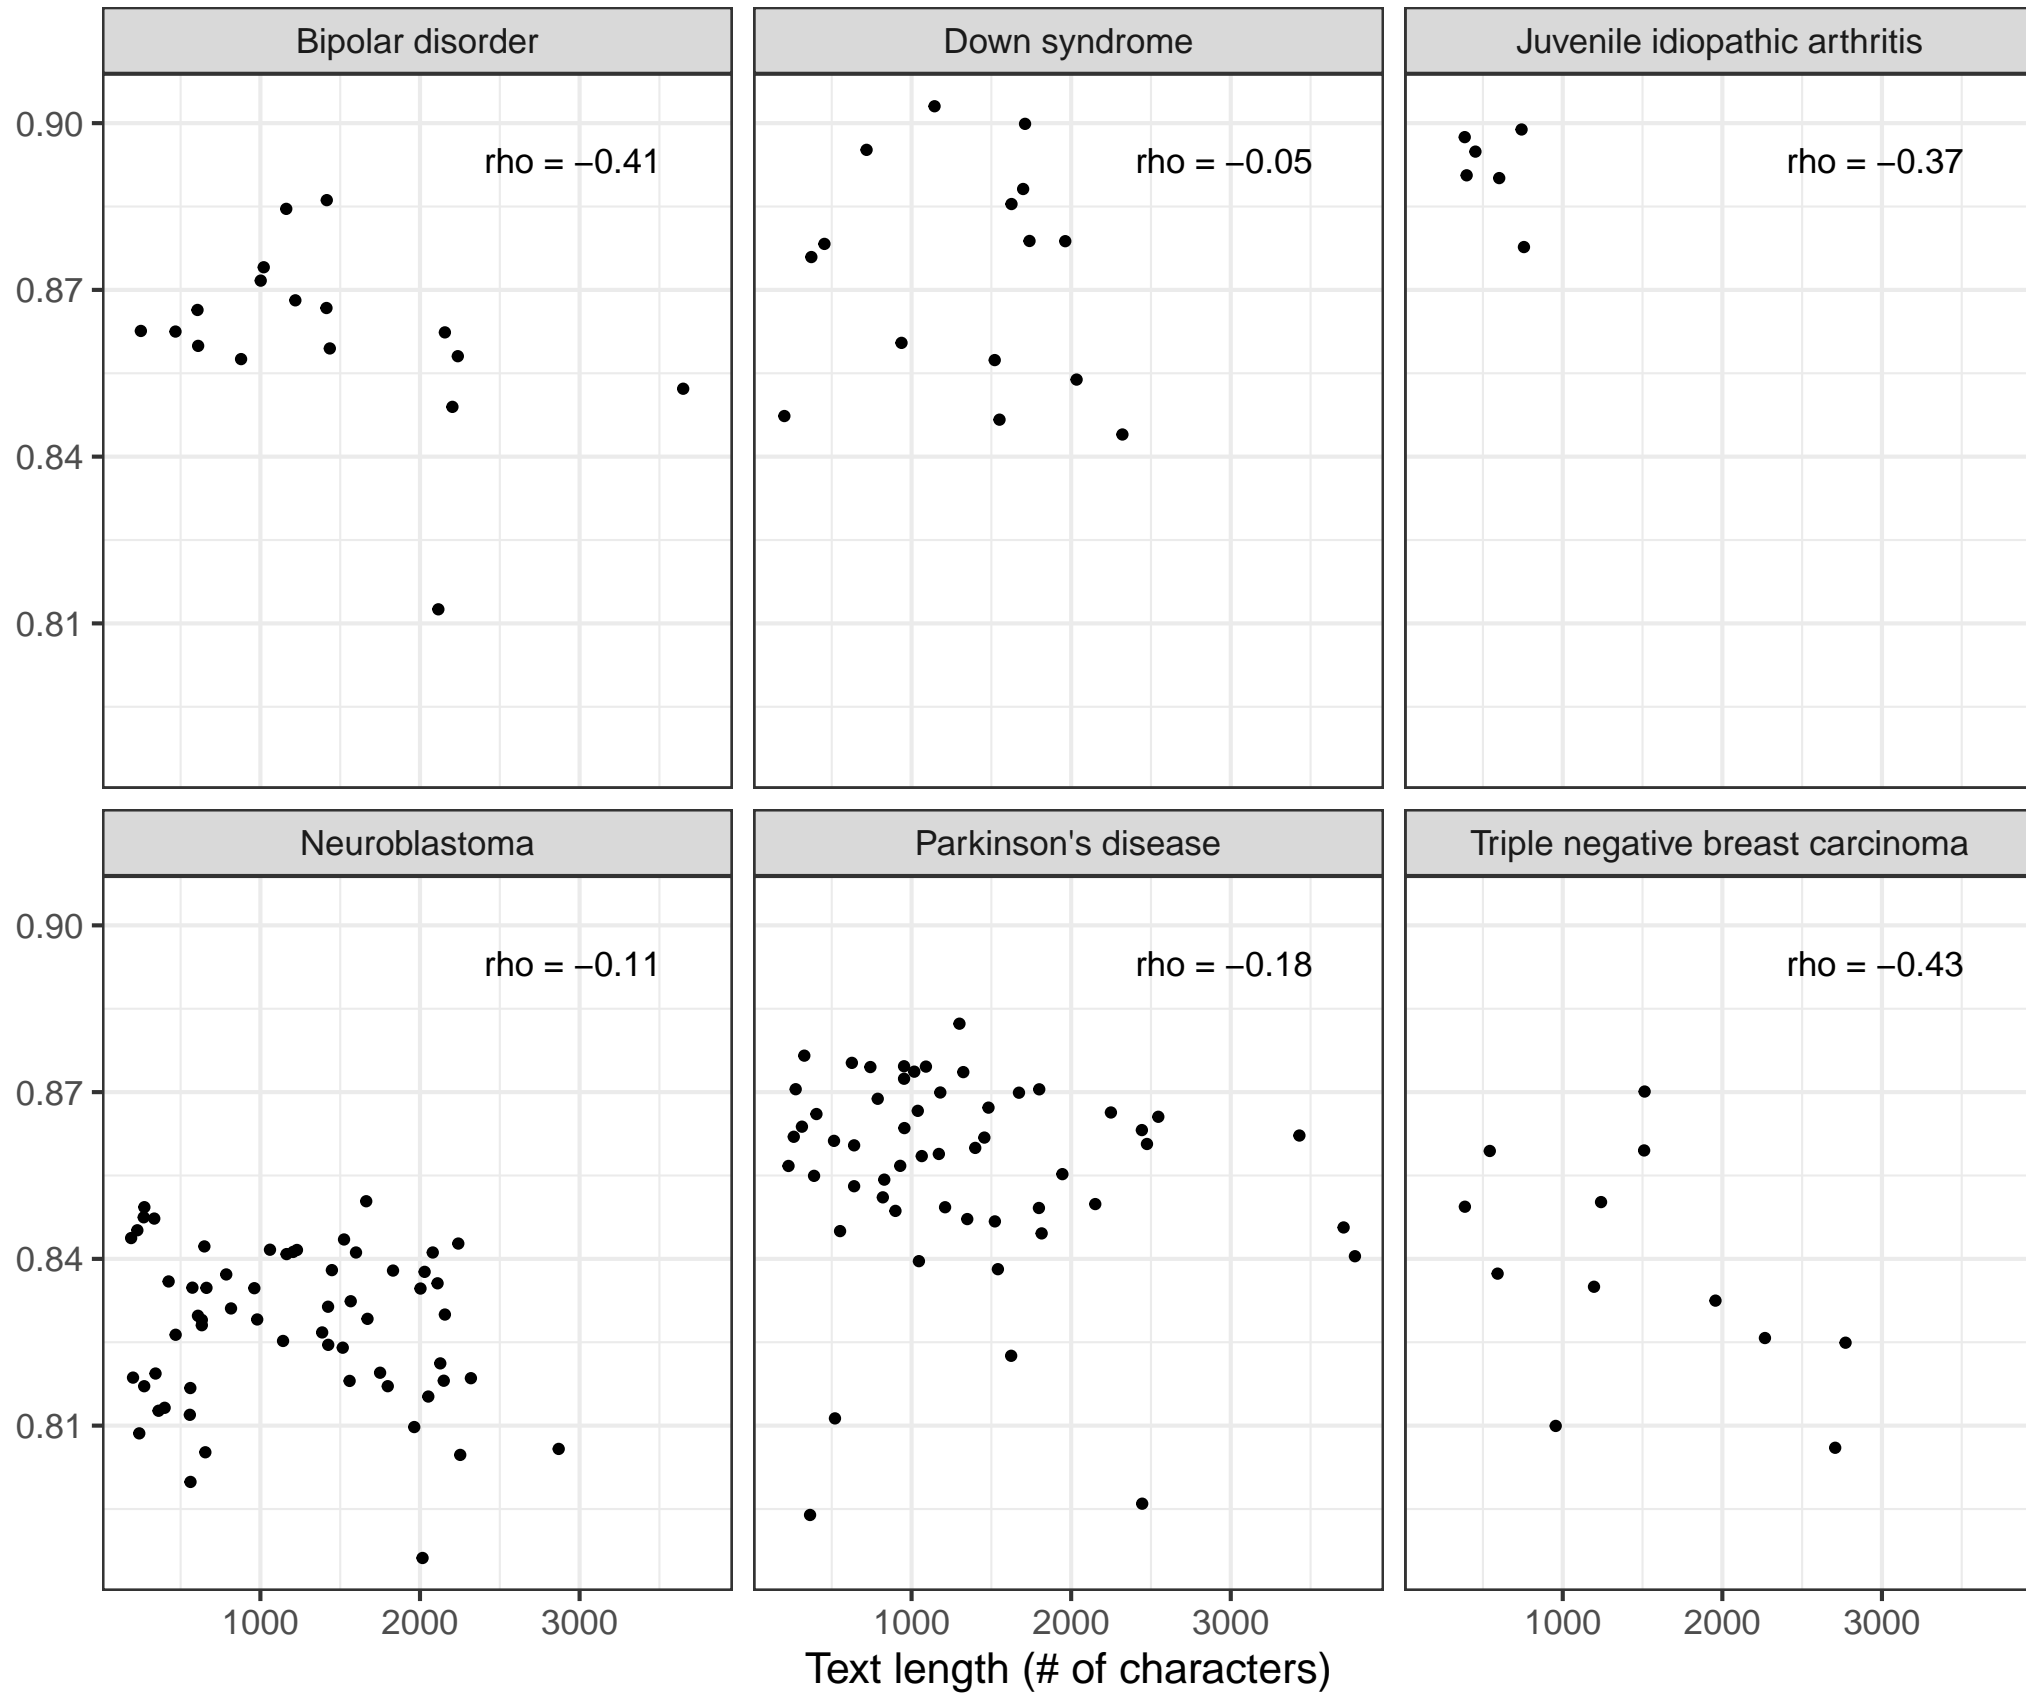 Bipolar disorder
Down syndrome
Juvenile idiopathic arthritis
0.90
0.87
0.84
0.81
rho = −0.41
rho = −0.05
rho = −0.37
Neuroblastoma
Parkinson's disease
Triple negative breast carcinoma
0.90
0.87
0.84
0.81
rho = −0.11
rho = −0.18
rho = −0.43
1000 2000 3000
1000 2000 3000
1000 2000 3000
Text length (# of characters)